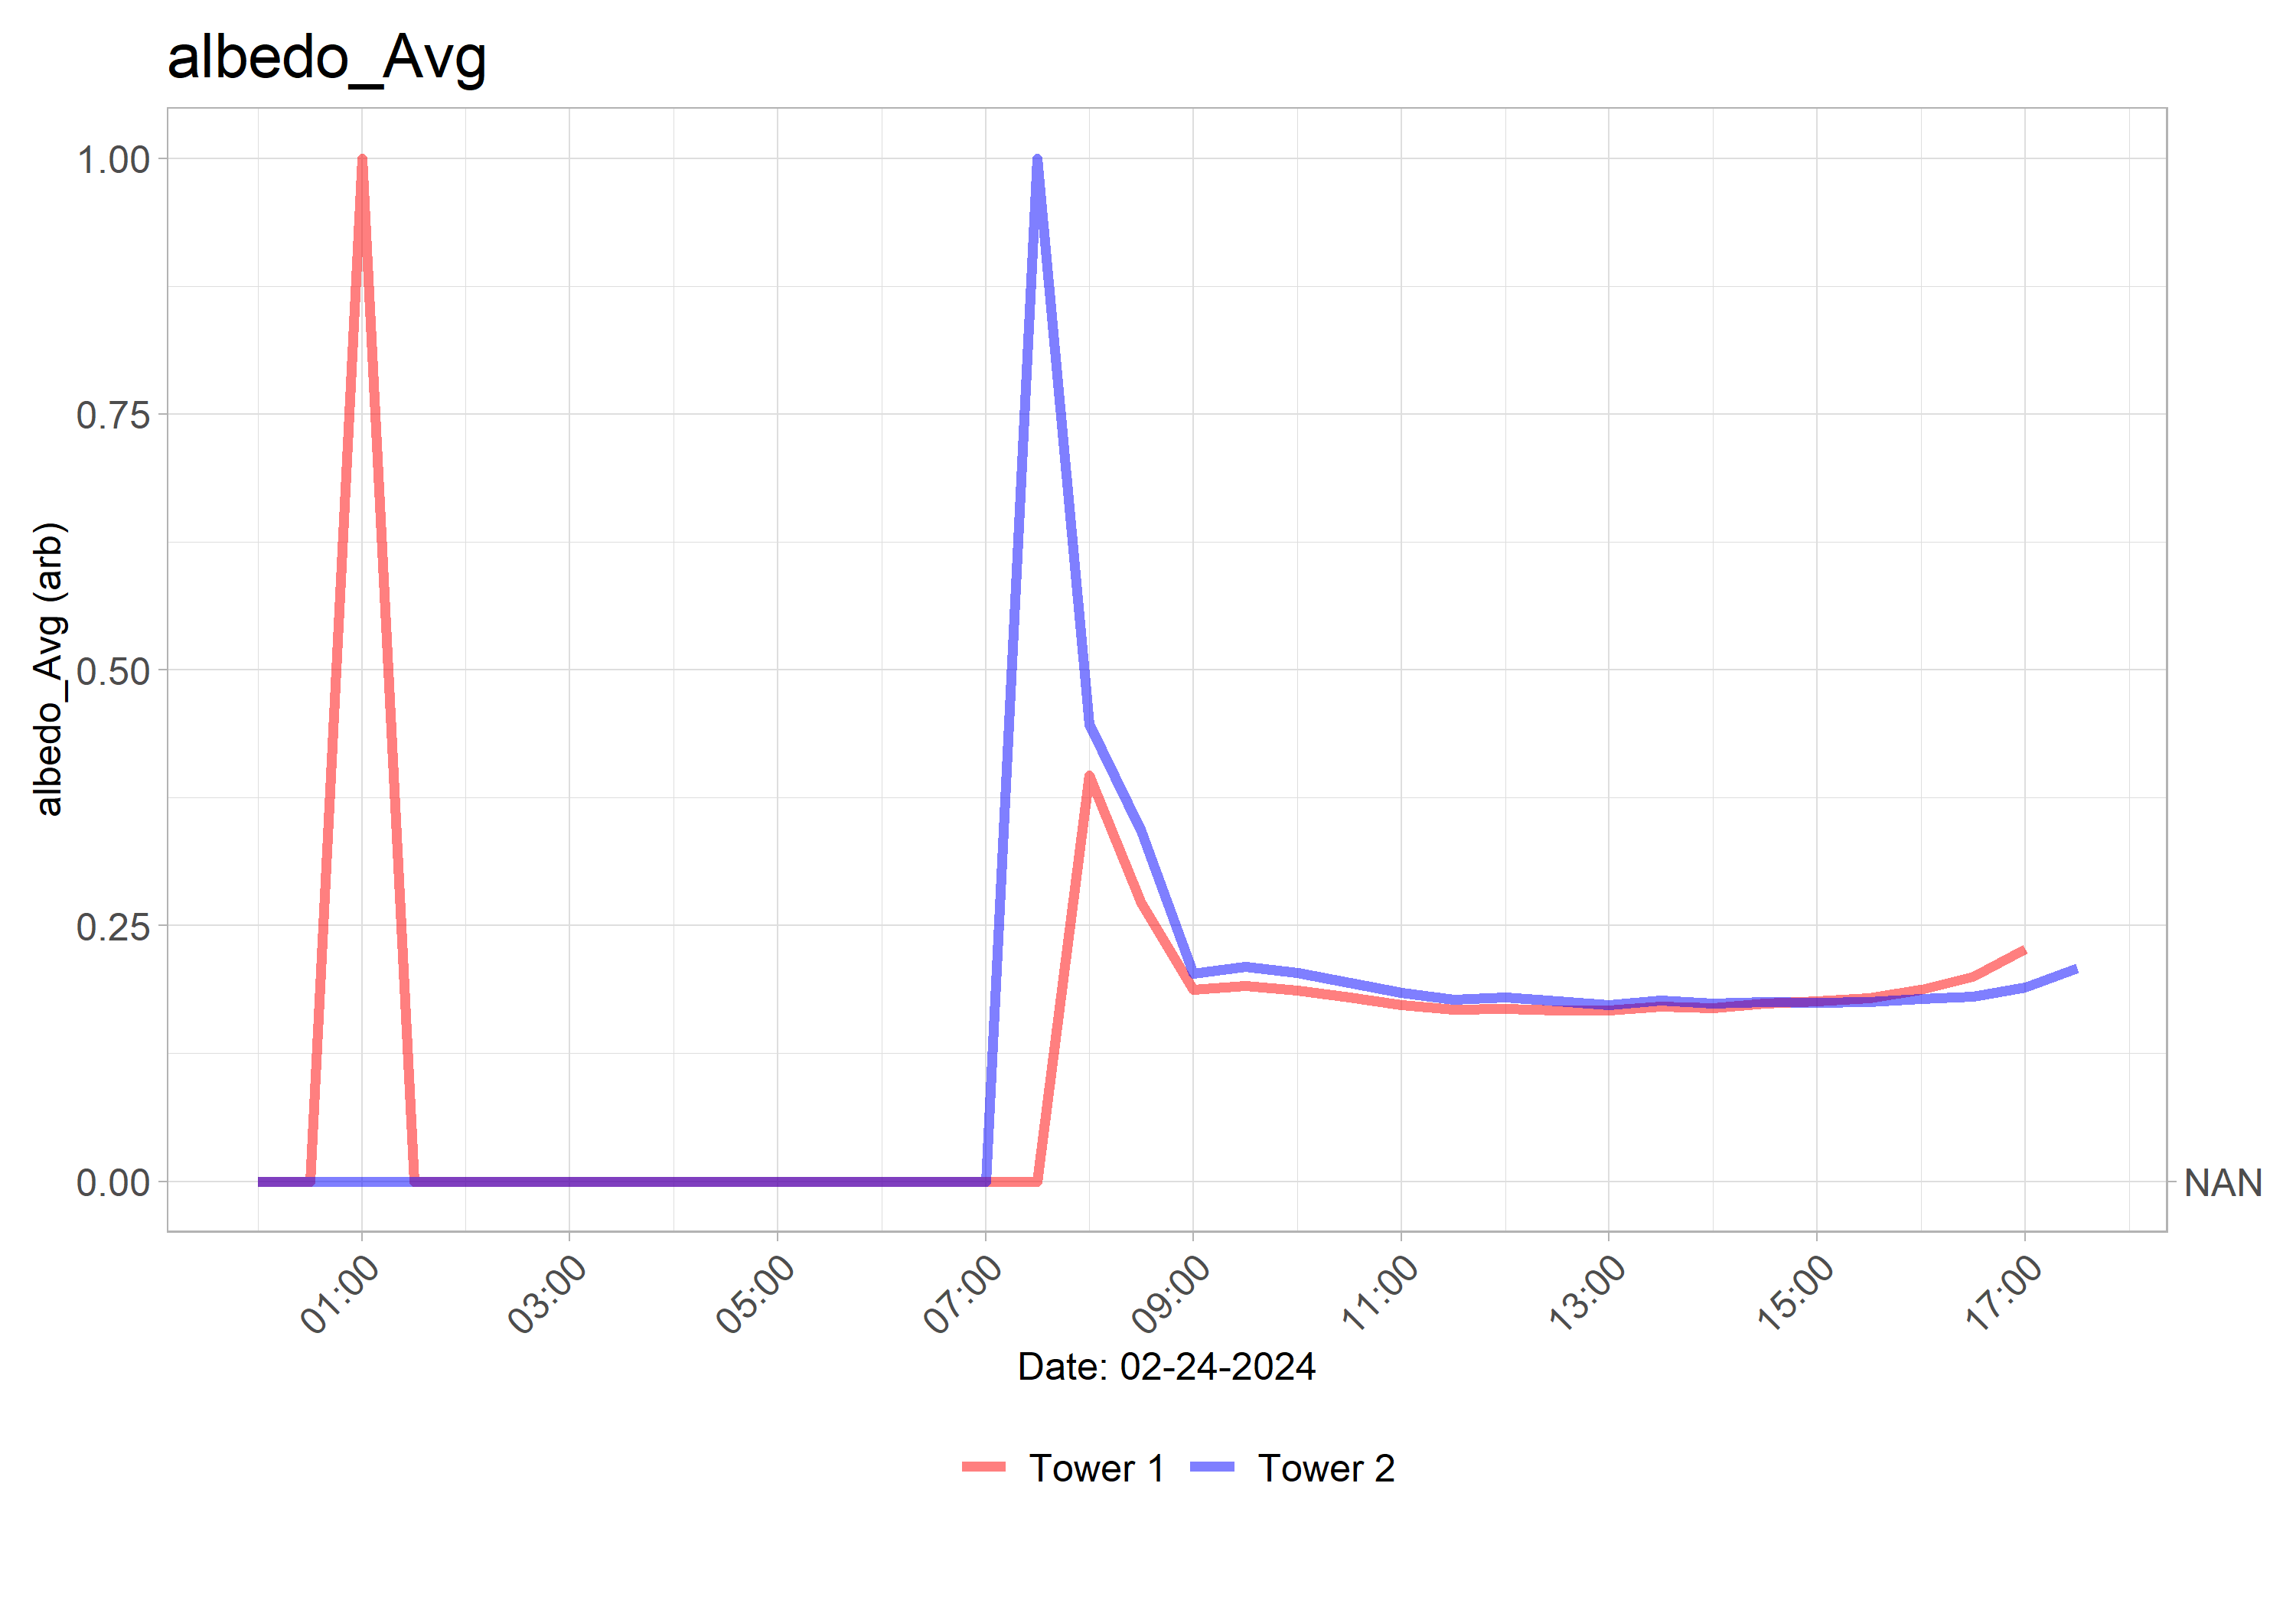 albedo_Avg
1.00
0.75
0.50
0.25
0.00
NAN
albedo_Avg (arb)
01:00 03:00 05:00 07:00 09:00 11:00 13:00 15:00 17:00
Date: 02-24-2024
Tower 1 Tower 2